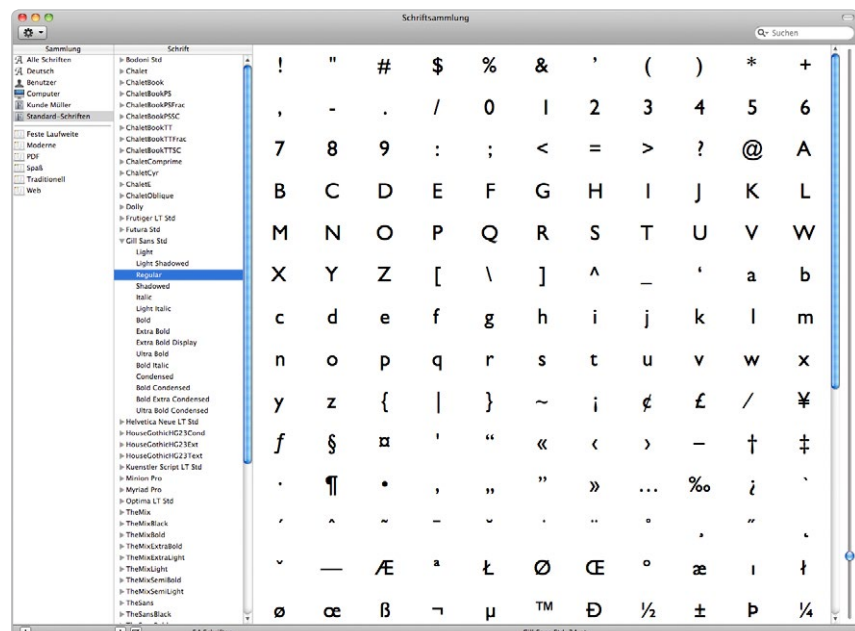 Schriftsammlung
Suchen
Sammlung
Alle Schriften
Deutsch
Benutzer
Computer
Kunde Müller
Standard-Schriften
Feste Laufweite
Moderne
PDF
Spaß
Traditionell
Web
Schrift
Bodoni Std
Chalet
ChaletBook
ChaletBookPS
ChaletBookPSFrac
ChaletBookPSSC
ChaletBookTT
ChaletBookTTFrac
ChaletBookTTSC
ChaletComprime
ChaletCyr
ChaletE
ChaletOblique
Dolly
Frutiger LT Std
Futura Std
Gill Sans Std
Light
Light Shadowed
Regular
Shadowed
Italic
Light Italic
Bold
Extra Bold
Extra Bold Display
Ultra Bold
Bold Italic
Condensed
Bold Condensed
Bold Extra Condensed
Ultra Bold Condensed
Helvetica Neue LT Std
HouseGothicHG23Cond
HouseGothicHG23Ext
HouseGothicHG23Text
Kuenstler Script LT Std
Minion Pro
Myriad Pro
Optima LT Std
TheMix
TheMixBlack
TheMixBold
TheMixExtraBold
TheMixExtraLight
TheMixLight
TheMixSemiBold
TheMixSemiLight
TheSans
TheSansBlack
! " # $ % & ’ ( ) * +
, - . / 0 1 2 3 4 5 6
7 8 9 : ; < = > ? @ A
B C D E F G H I J K L
M N O P Q R S T U V W
X Y Z [ \ ] ^ _ ‘ a b
c d e f g h i j k l m
n o p q r s t u v w x
y z { | } ~ ¡ ¢ £ ⁄ ¥
ƒ § ¤ ' “ « ‹ › – † ‡
· ¶ • ‚ „ ” » … ‰ ¿ `
´ ˆ ˜ ¯ ˘ ˙ ¨ ˚ ¸ ˝ ˛
ˇ — Æ ª Ł Ø Œ º æ ı ł
ø œ ß ¬ µ ™ Ð ½ ± Þ ¼